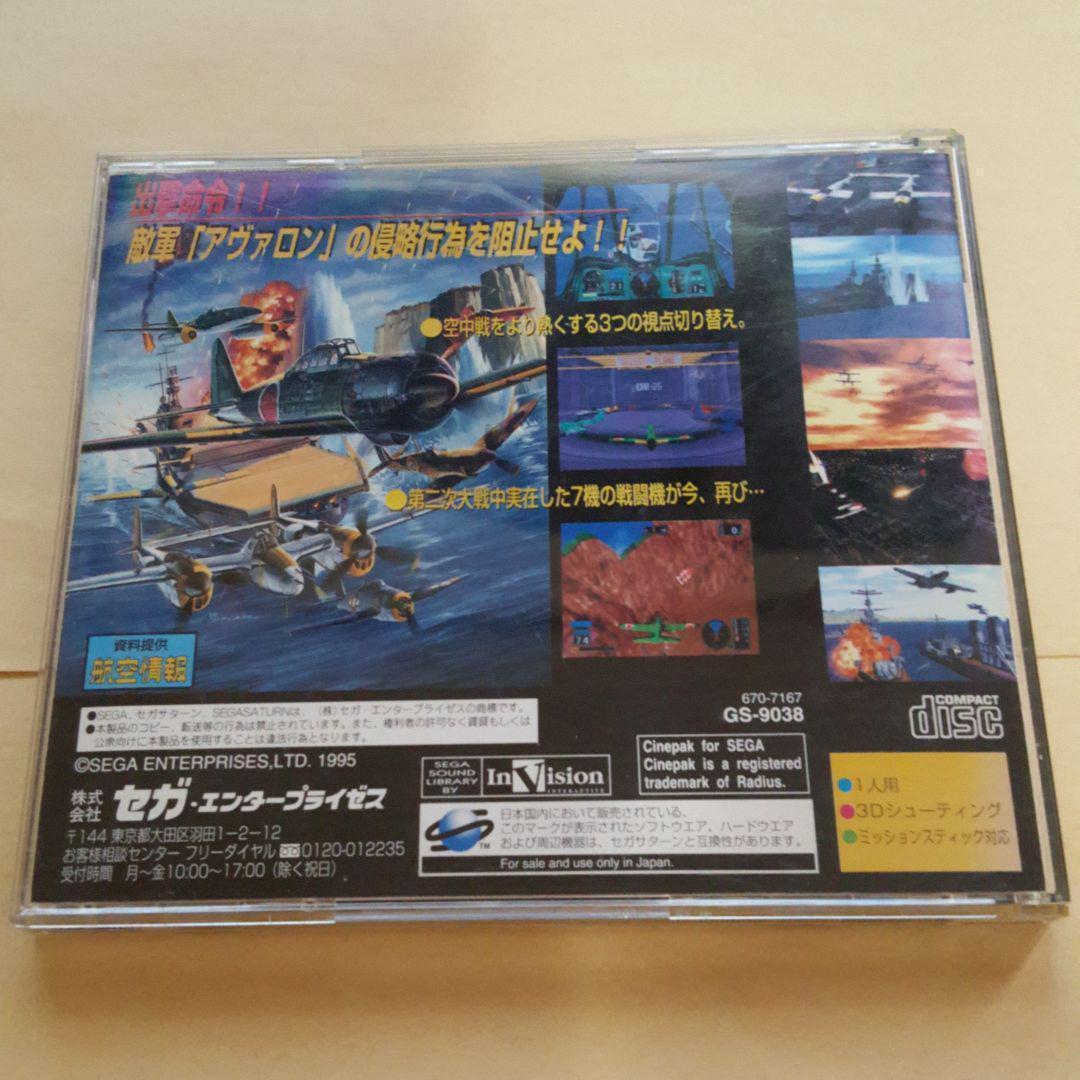 出撃命令!!
敵軍「アヴァロン」の侵略行為を阻止せよ!!
●空中戦をより熱くする3つの視点切り替え。
●第二次大戦中実在した7機の戦闘機が今、再び…
74
0
資料提供
航空情報
●SEGA、セガサターン、SEGASATURNは、(株)セガ・エンタープライゼスの商標です。
●本製品のコピー、転送等の行為は禁止されています。また、権利者の許可なく賃貸もしくは
公衆向けに本製品を使用することは違法行為となります。
©SEGA ENTERPRISES,LTD. 1995
株式会社 セガ・エンタープライゼス
〒144 東京都大田区羽田1-2-12
お客様相談センター フリーダイヤル 0120-012235
受付時間 月~金10:00~17:00(除く祝日)
SEGA SOUND LIBRARY BY
InVision
INTERACTIVE
Cinepak for SEGA
Cinepak is a registered
trademark of Radius.
670-7167
GS-9038
COMPACT
disc
日本国内において販売されている、
このマークが表示されたソフトウエア、ハードウエア
および周辺機器は、セガサターンと互換性があります。
TM
For sale and use only in Japan.
●1人用
●3Dシューティング
●ミッションスティック対応